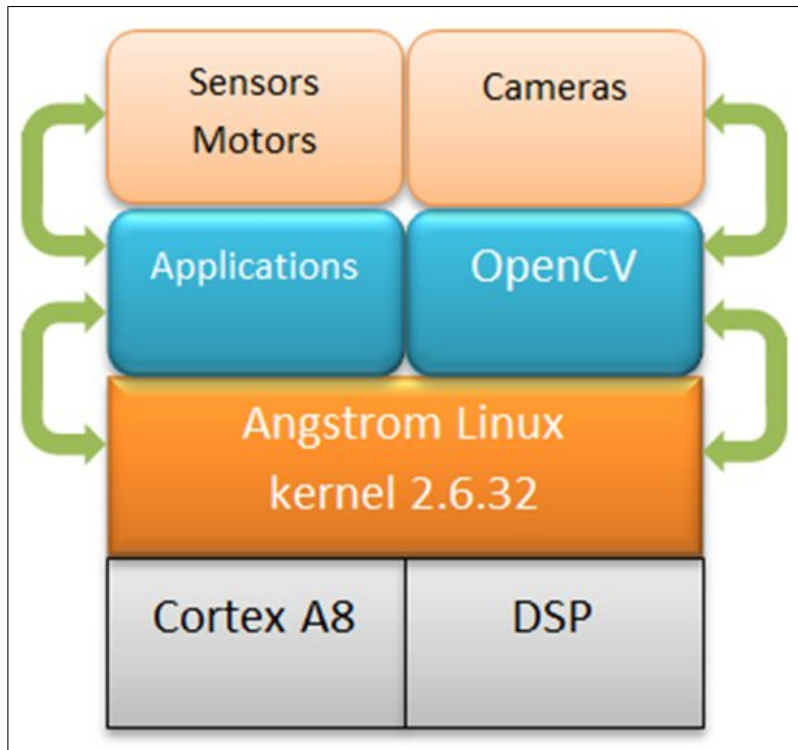 Sensors
Motors
Cameras
Applications
OpenCV
Angstrom Linux
kernel 2.6.32
Cortex A8
DSP